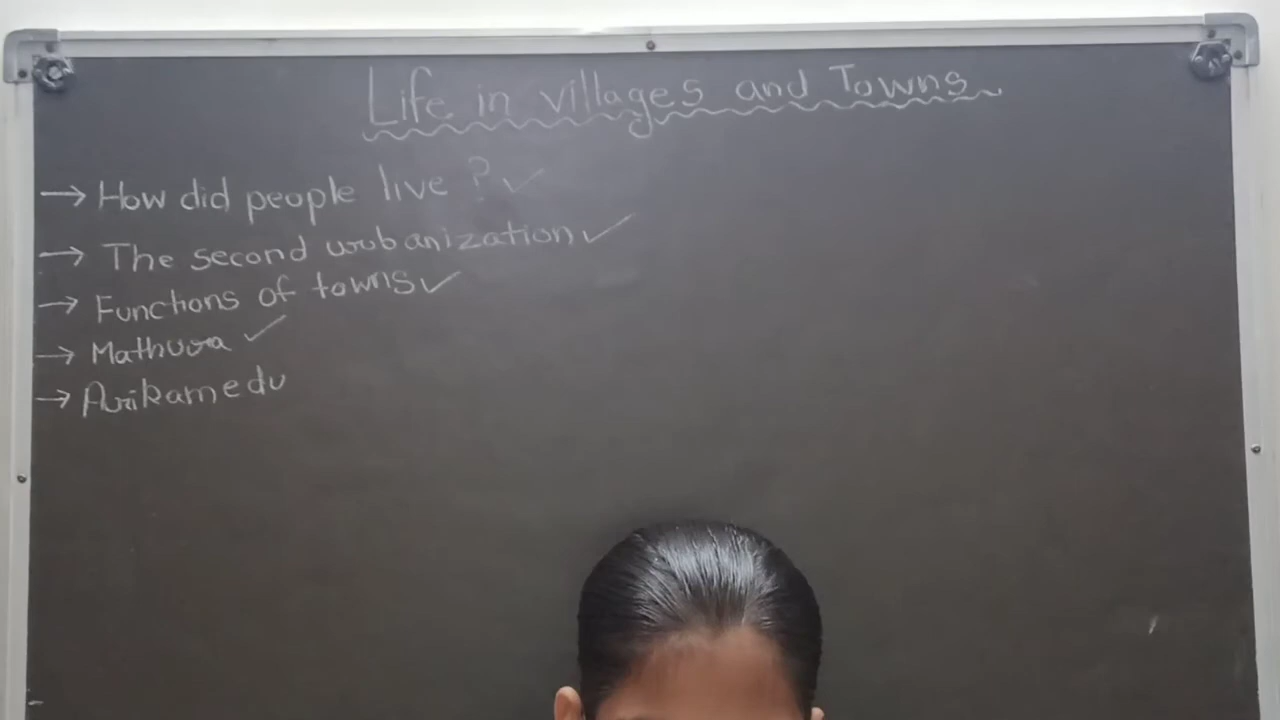 Life in villages and Towns
→ How did people live ? ✓
→ The second urbanization ✓
→ Functions of towns ✓
→ Mathura ✓
→ Arikamedu